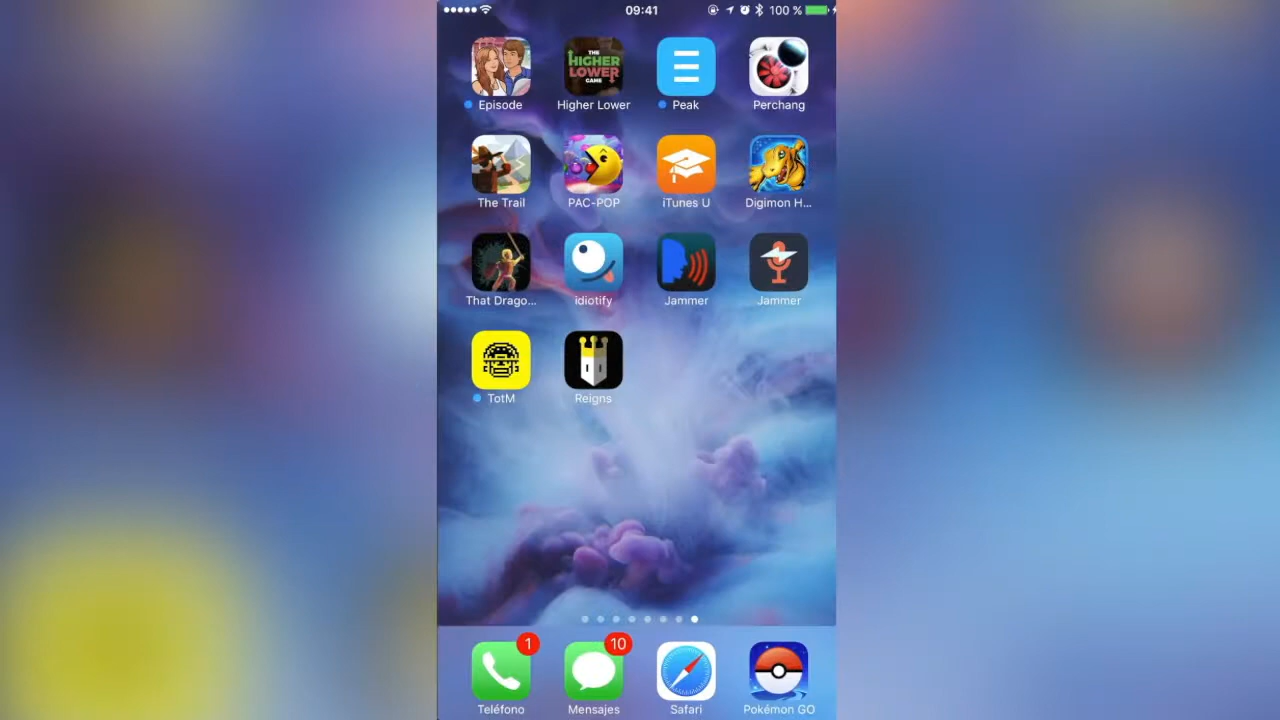 09:41
100 %
Episode
THE
HIGHER
LOWER
GAME
Higher Lower
Peak
Perchang
The Trail
PAC-POP
iTunes U
Digimon H...
That Drago...
idiotify
Jammer
Jammer
TotM
Reigns
1
10
Teléfono
Mensajes
Safari
Pokémon GO